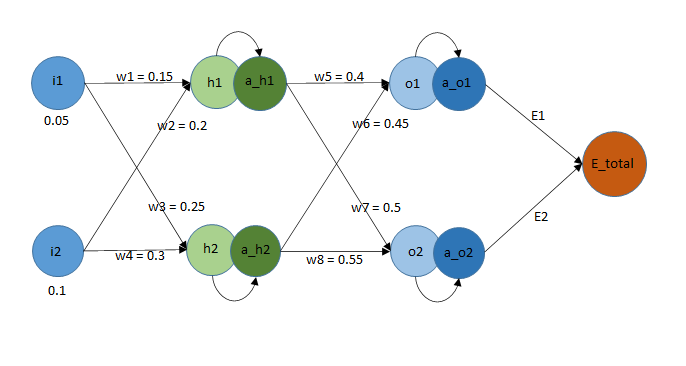 i1
0.05
w1 = 0.15
h1
a_h1
w5 = 0.4
o1
a_o1
E1
w2 = 0.2
w6 = 0.45
E_total
w3 = 0.25
w7 = 0.5
E2
i2
0.1
w4 = 0.3
h2
a_h2
w8 = 0.55
o2
a_o2